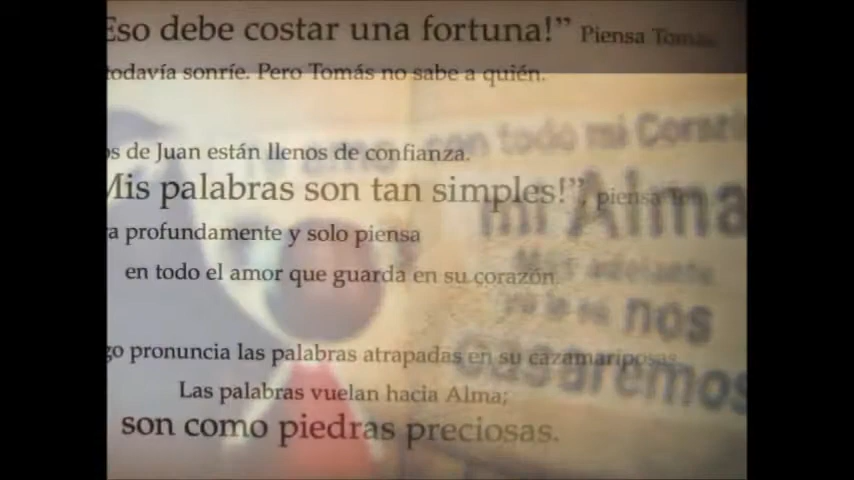 Eso debe costar una fortuna!” Piensa Tomás
todavía sonríe. Pero Tomás no sabe a quién.
s de Juan están llenos de confianza.
Mis palabras son tan simples!”, piensa Tom
a profundamente y solo piensa
en todo el amor que guarda en su corazón.
go pronuncia las palabras atrapadas en su cazamariposas.
Las palabras vuelan hacia Alma;
son como piedras preciosas.
con todo mi Corazón
mi Alma
Más adelante
nos
Casaremos